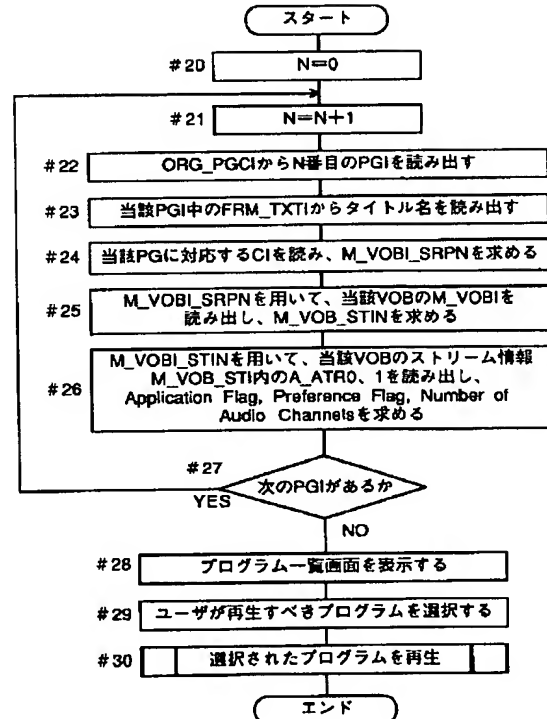 スタート
#20 N=0
#21 N=N+1
#22 ORG_PGCIからN番目のPGIを読み出す
#23 当該PGI中のFRM_TXTIからタイトル名を読み出す
#24 当該PGに対応するCIを読み、M_VOBI_SRPNを求める
#25 M_VOBI_SRPNを用いて、当該VOBのM_VOBIを
読み出し、M_VOB_STINを求める
#26 M_VOBI_STINを用いて、当該VOBのストリーム情報
M_VOB_STI内のA_ATR0、1を読み出し、
Application Flag, Preference Flag, Number of
Audio Channelsを求める
#27 次のPGIがあるか
YES
NO
#28 プログラム一覧画面を表示する
#29 ユーザが再生すべきプログラムを選択する
#30 選択されたプログラムを再生
エンド